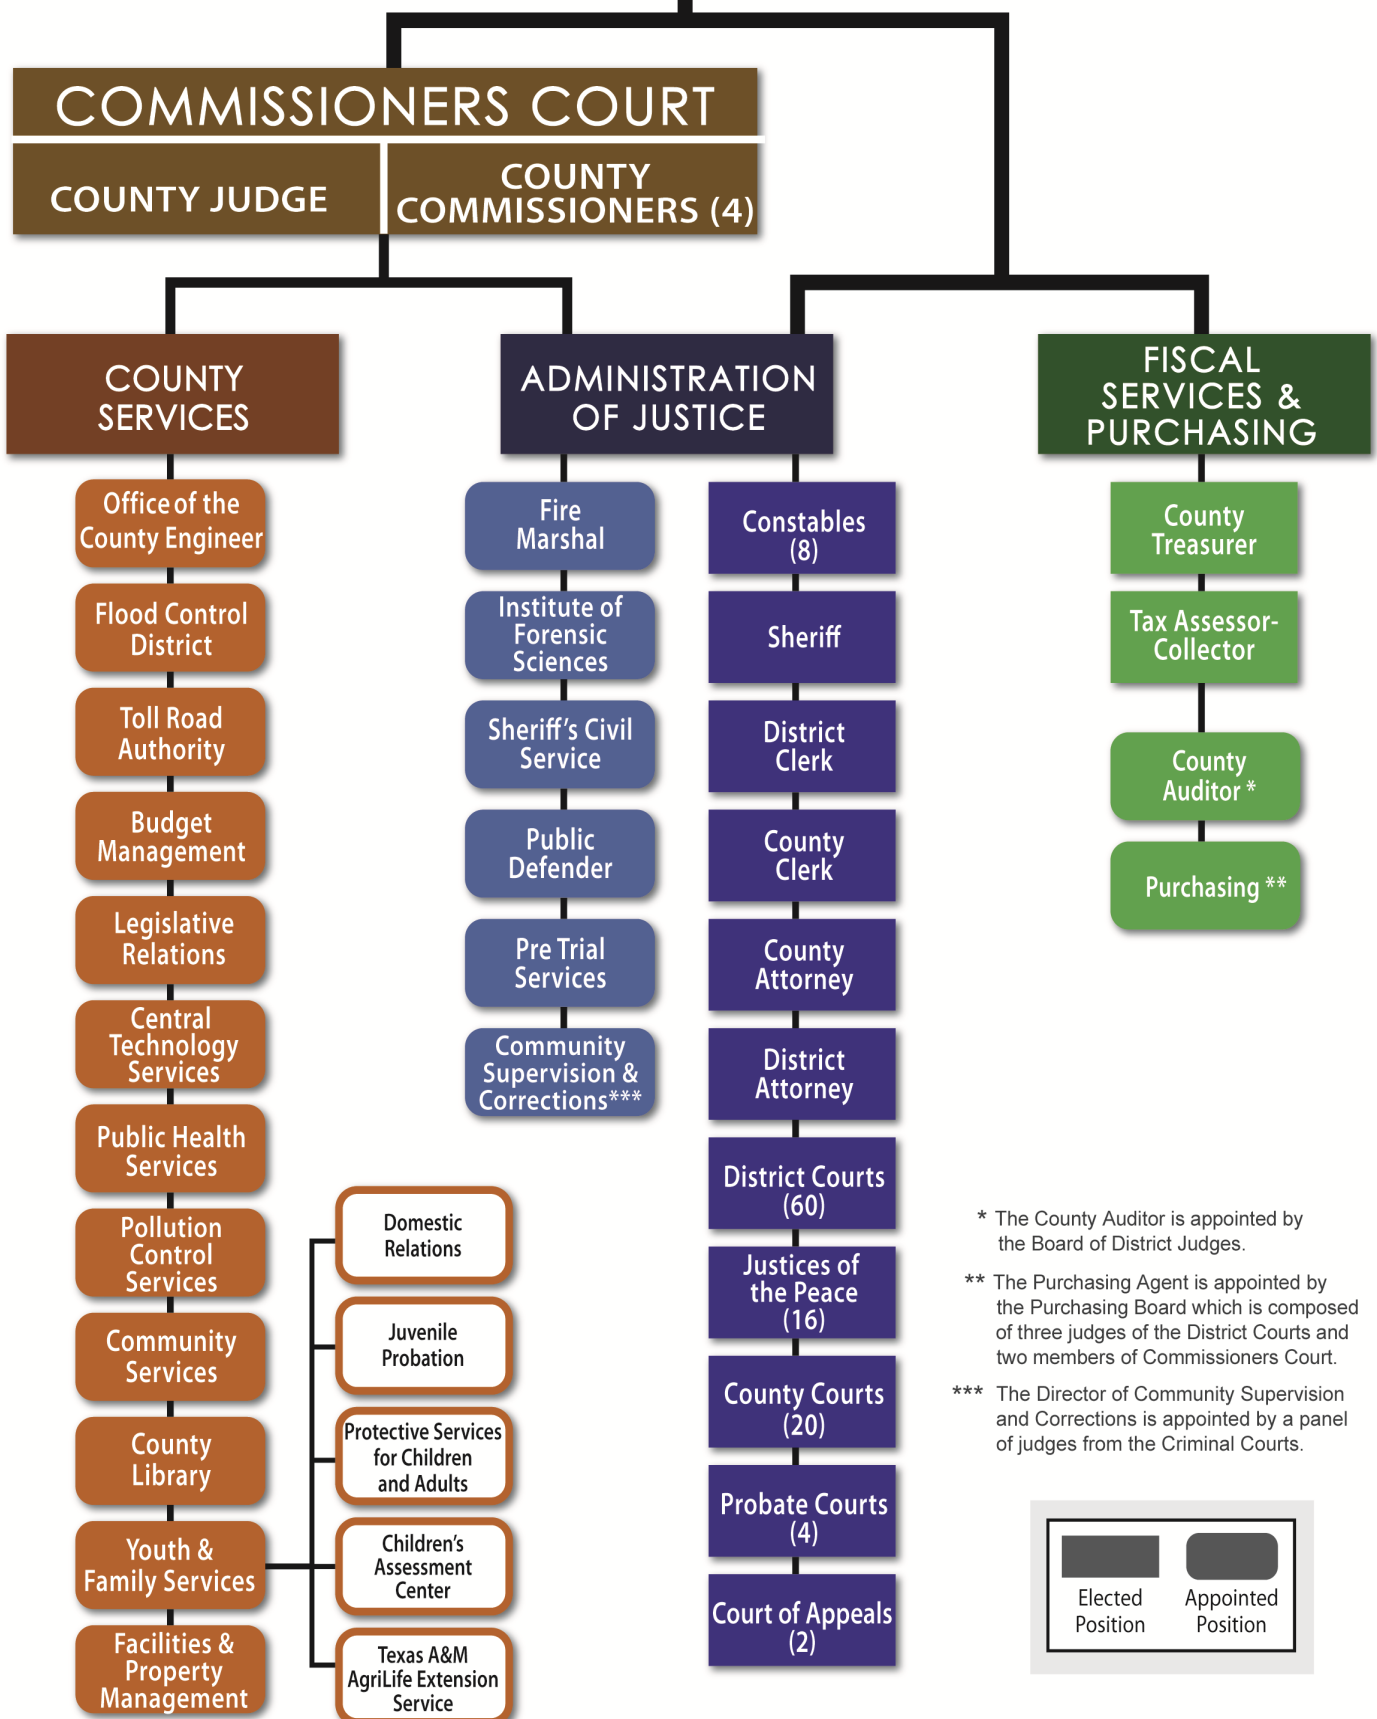 COMMISSIONERS COURT
COUNTY JUDGE
COUNTY
COMMISSIONERS (4)
COUNTY
SERVICES
Office of the
County Engineer
Flood Control
District
Toll Road
Authority
Budget
Management
Legislative
Relations
Central
Technology
Services
Public Health
Services
Pollution
Control
Services
Community
Services
County
Library
Youth &
Family Services
Facilities &
Property
Management
Domestic
Relations
Juvenile
Probation
Protective Services
for Children
and Adults
Children's
Assessment
Center
Texas A&M
AgriLife Extension
Service
ADMINISTRATION
OF JUSTICE
Fire
Marshal
Institute of
Forensic
Sciences
Sheriff's Civil
Service
Public
Defender
Pre Trial
Services
Community
Supervision &
Corrections***
Constables
(8)
Sheriff
District
Clerk
County
Clerk
County
Attorney
District
Attorney
District Courts
(60)
Justices of
the Peace
(16)
County Courts
(20)
Probate Courts
(4)
Court of Appeals
(2)
FISCAL
SERVICES &
PURCHASING
County
Treasurer
Tax Assessor-
Collector
County
Auditor *
Purchasing **
* The County Auditor is appointed by
the Board of District Judges.
** The Purchasing Agent is appointed by
the Purchasing Board which is composed
of three judges of the District Courts and
two members of Commissioners Court.
*** The Director of Community Supervision
and Corrections is appointed by a panel
of judges from the Criminal Courts.
Elected
Position
Appointed
Position